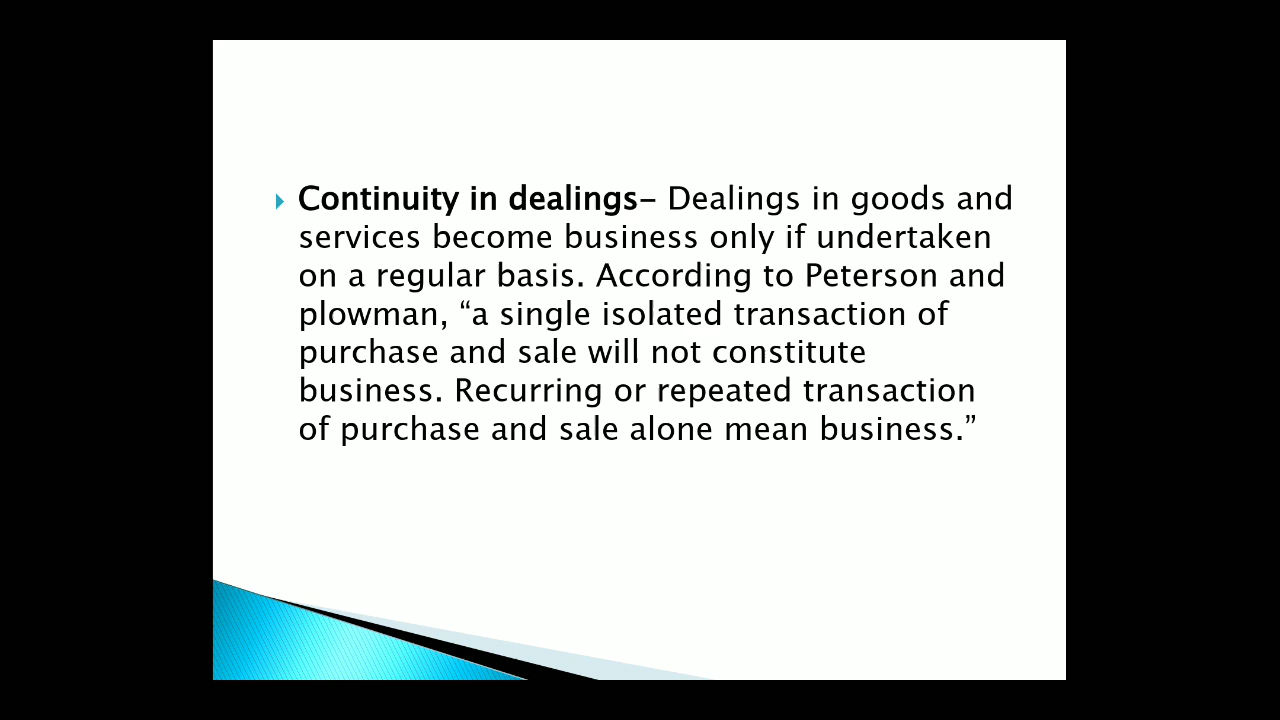 Continuity in dealings- Dealings in goods and
services become business only if undertaken
on a regular basis. According to Peterson and
plowman, “a single isolated transaction of
purchase and sale will not constitute
business. Recurring or repeated transaction
of purchase and sale alone mean business.”